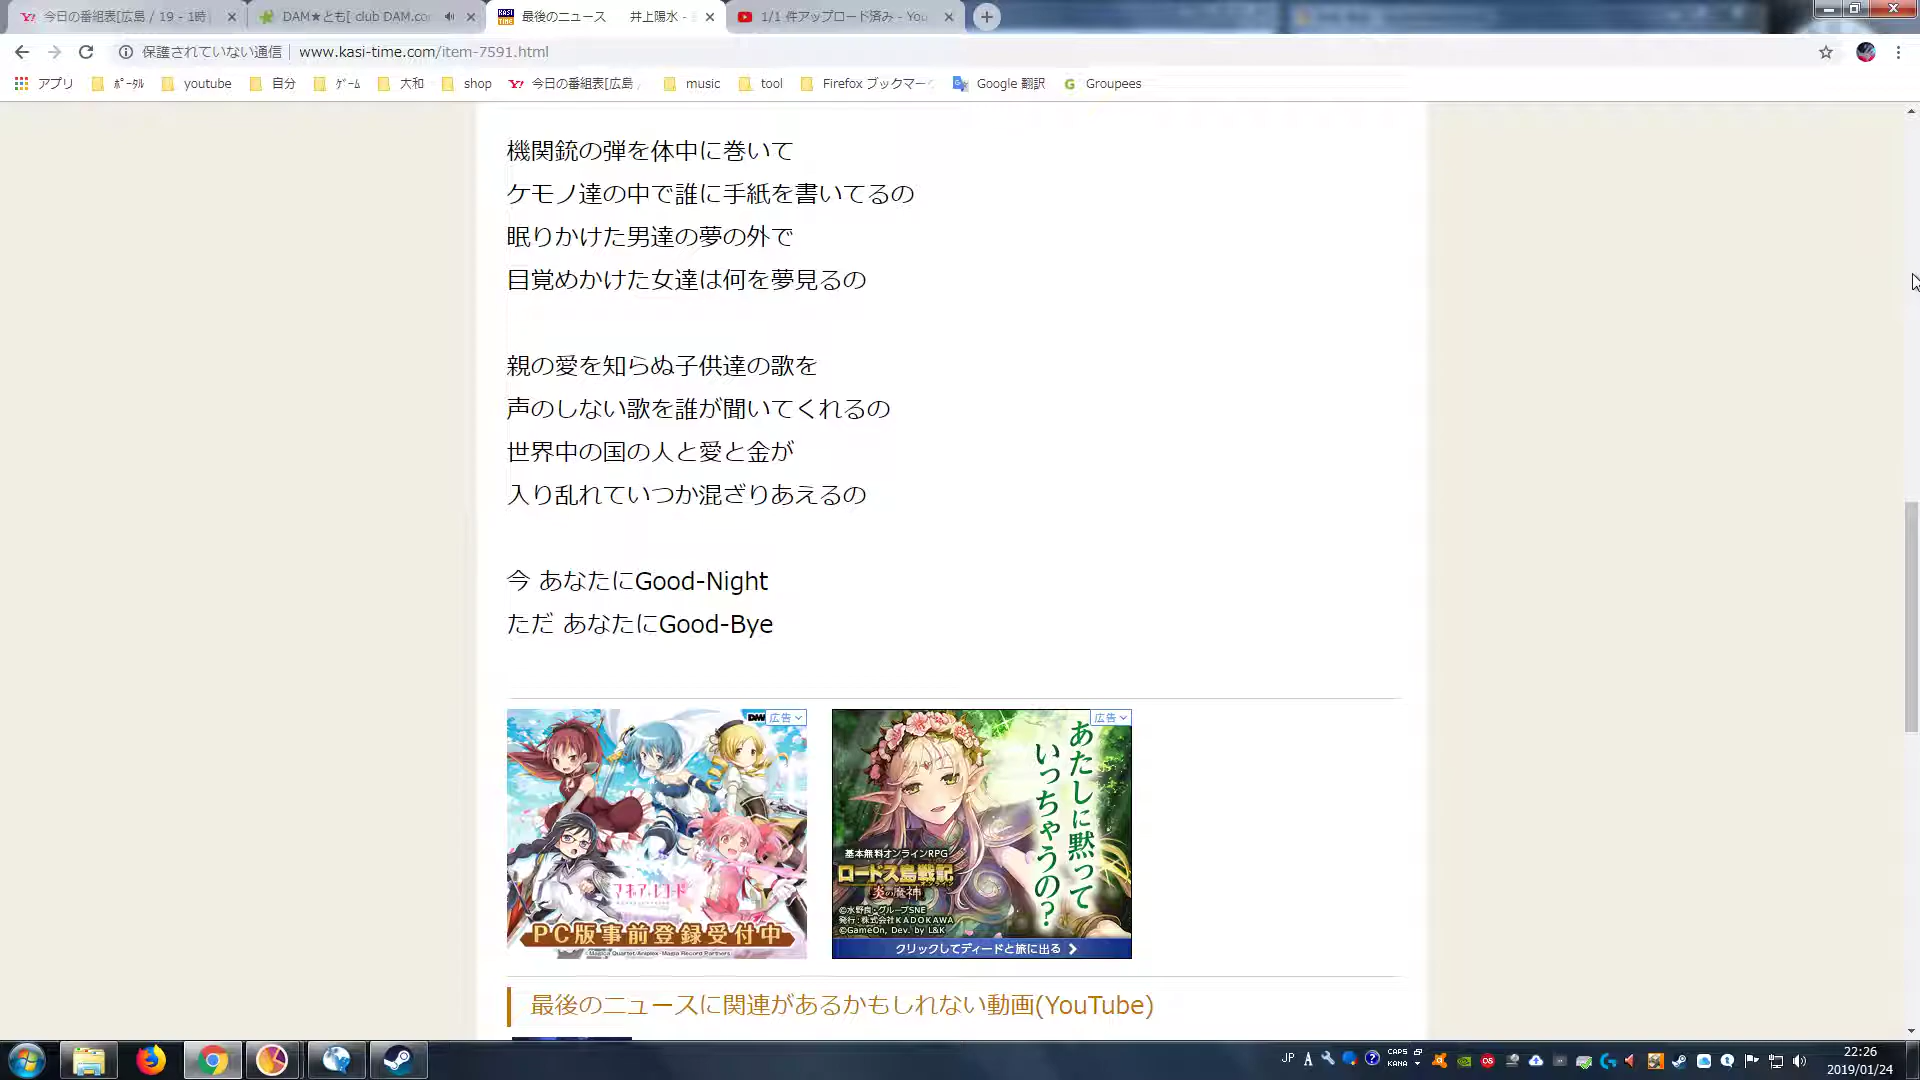 今日の番組表[広島 / 19 - 1時
DAM★とも[ club DAM.co
最後のニュース　井上陽水 -
1/1 件アップロード済み - You
保護されていない通信 | www.kasi-time.com/item-7591.html
アプリ ﾎﾟｰﾀﾙ youtube 自分 ｹﾞｰﾑ 大和 shop 今日の番組表[広島 music tool Firefox ブックマーク Google 翻訳 Groupees
機関銃の弾を体中に巻いて
ケモノ達の中で誰に手紙を書いてるの
眠りかけた男達の夢の外で
目覚めかけた女達は何を夢見るの
親の愛を知らぬ子供達の歌を
声のしない歌を誰が聞いてくれるの
世界中の国の人と愛と金が
入り乱れていつか混ざりあえるの
今 あなたにGood-Night
ただ あなたにGood-Bye
DMM
広告
マギアレコード
PC版事前登録受付中
©Magica Quartet/Aniplex・Magia Record Partners
広告
あたしに黙って
いっちゃうの?
基本無料オンラインRPG
ロードス島戦記
オンライン
炎の魔神
©水野良・グループSNE
発行：株式会社KADOKAWA
©GameOn, Dev. by L&K
クリックしてディードと旅に出る
最後のニュースに関連があるかもしれない動画(YouTube)
JP A CAPS KANA
22:26
2019/01/24